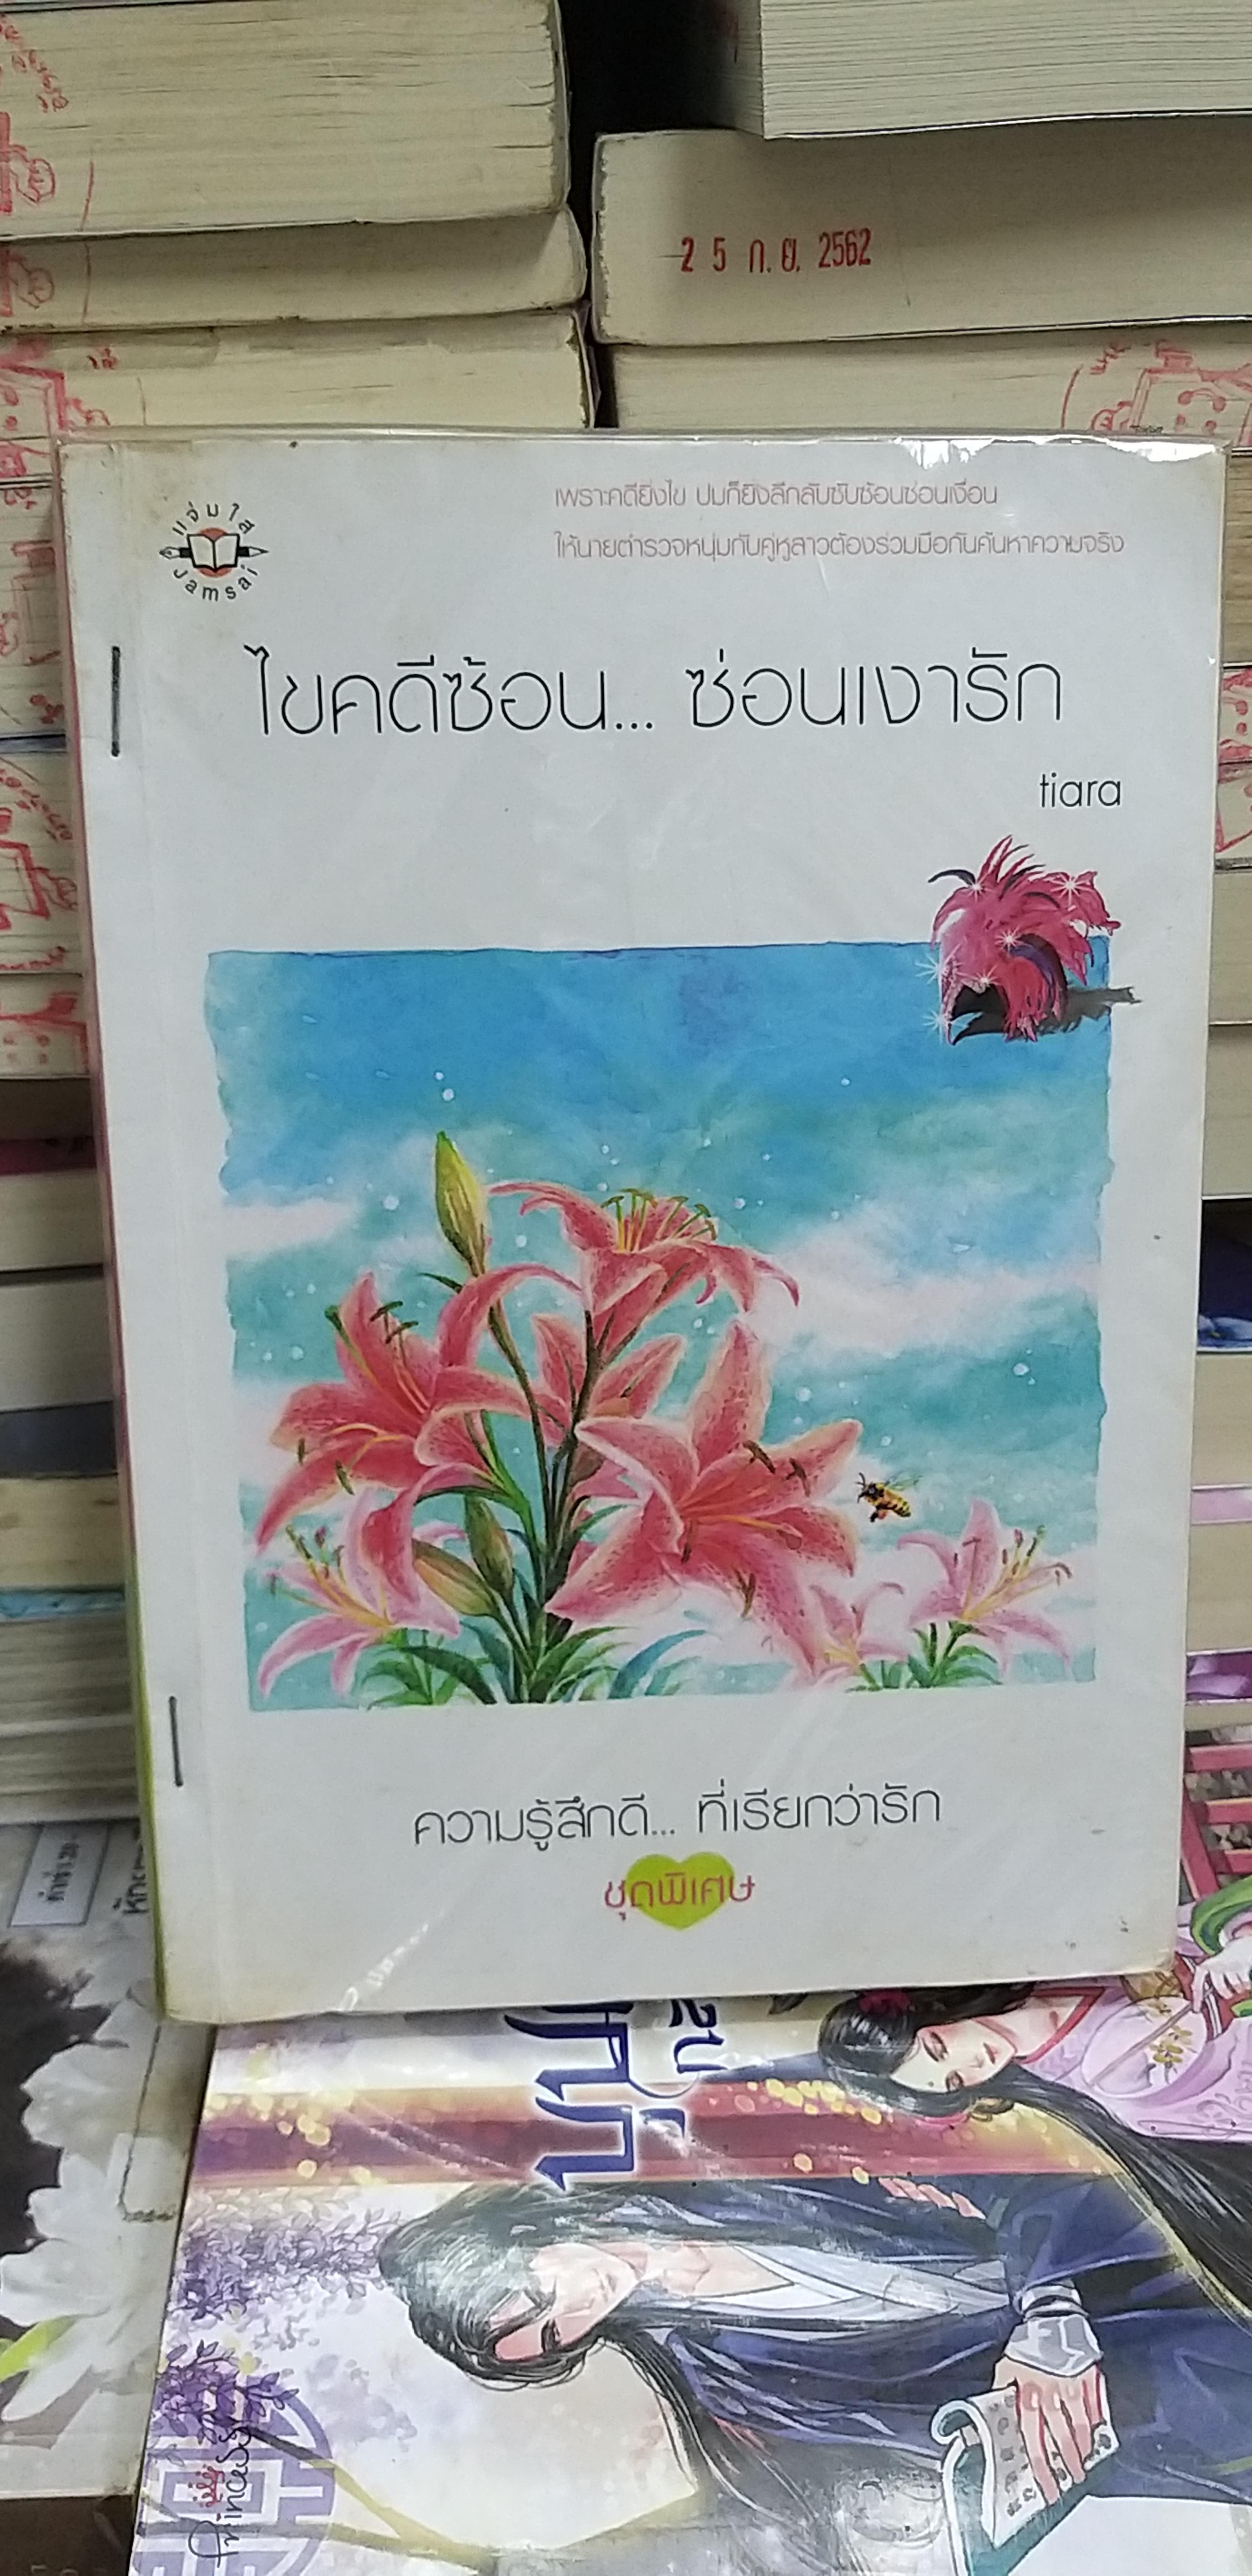 2 5 ก.ย. 2562
แจ่มใส
Jamsai
เพราะคดียิ่งไข ปมก็ยิ่งลึกลับซับซ้อนซ่อนเงื่อน
ให้นายตำรวจหนุ่มกับคู่หูสาวต้องร่วมมือกันค้นหาความจริง
ไขคดีซ้อน... ซ่อนเงารัก
tiara
ความรู้สึกดี... ที่เรียกว่ารัก
ชุดพิเศษ